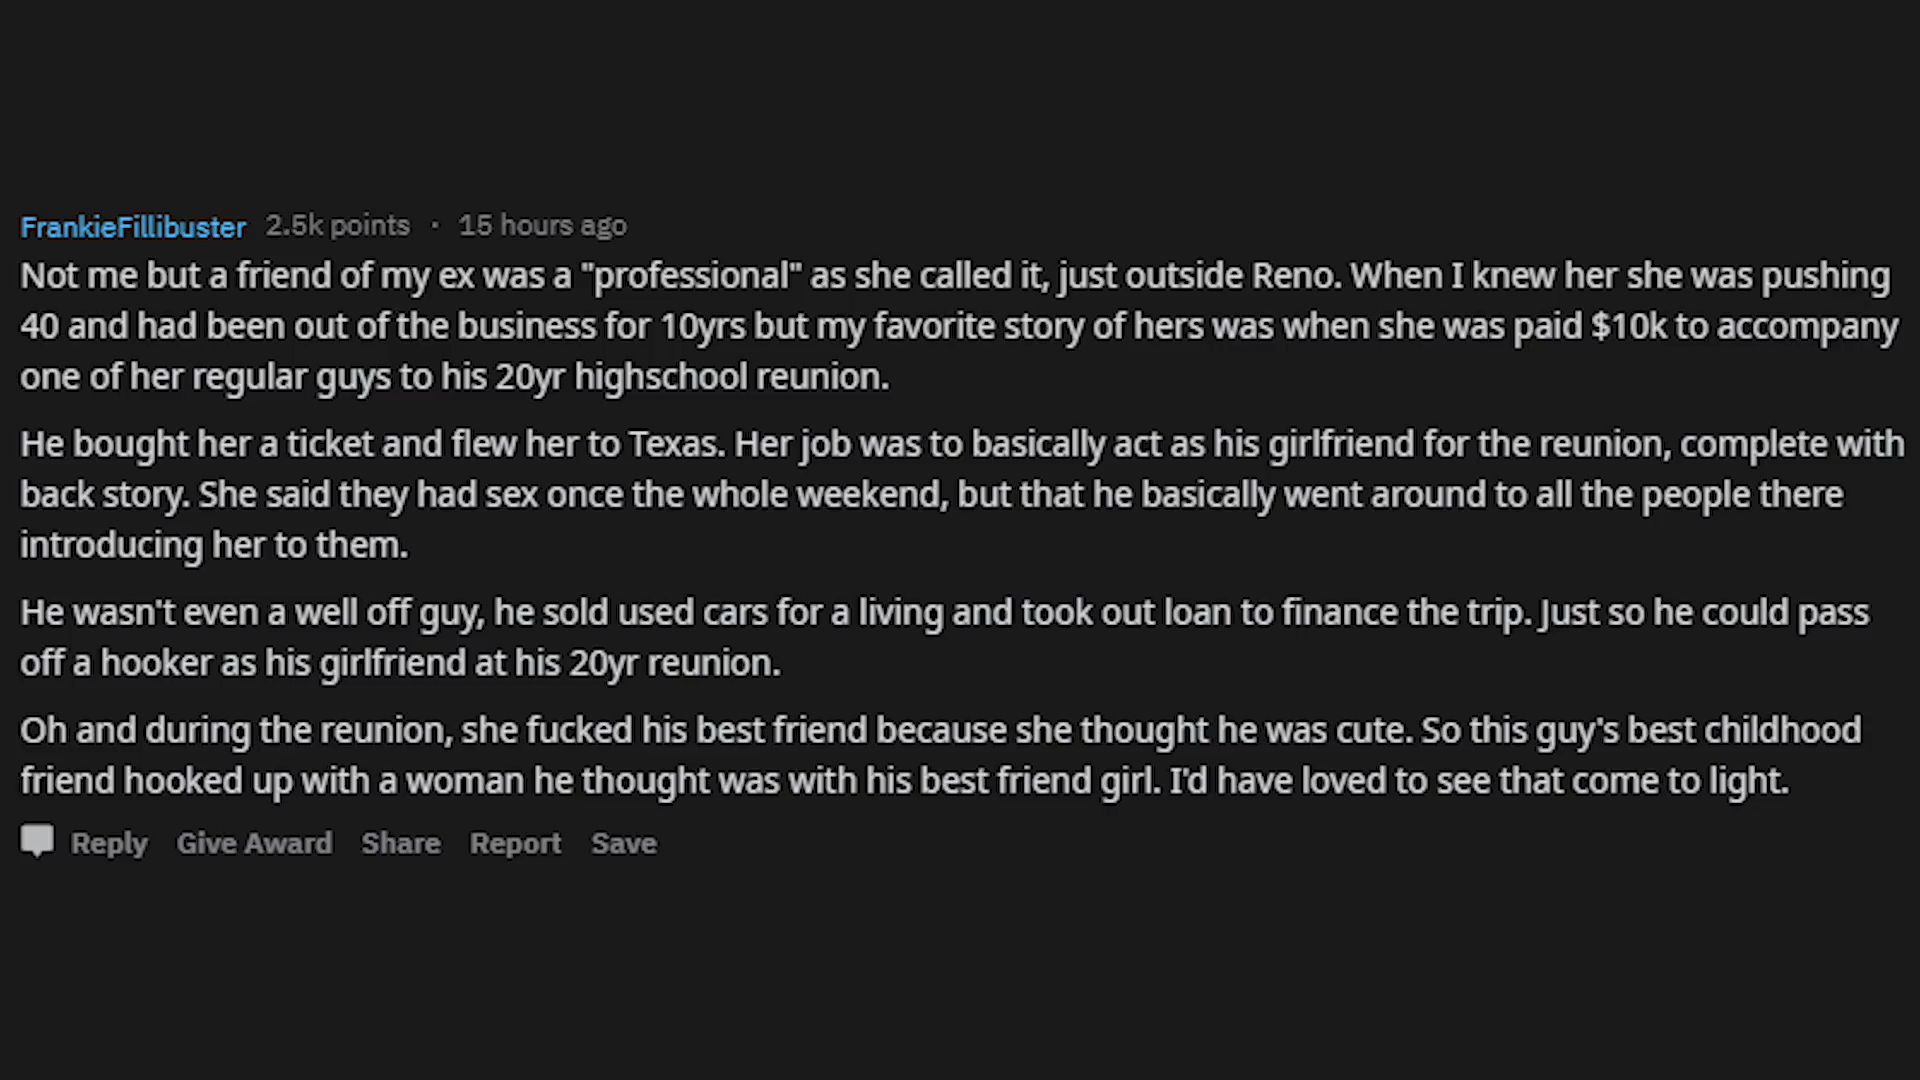 FrankieFillibuster 2.5k points · 15 hours ago
Not me but a friend of my ex was a "professional" as she called it, just outside Reno. When I knew her she was pushing
40 and had been out of the business for 10yrs but my favorite story of hers was when she was paid $10k to accompany
one of her regular guys to his 20yr highschool reunion.
He bought her a ticket and flew her to Texas. Her job was to basically act as his girlfriend for the reunion, complete with
back story. She said they had sex once the whole weekend, but that he basically went around to all the people there
introducing her to them.
He wasn't even a well off guy, he sold used cars for a living and took out loan to finance the trip. Just so he could pass
off a hooker as his girlfriend at his 20yr reunion.
Oh and during the reunion, she fucked his best friend because she thought he was cute. So this guy's best childhood
friend hooked up with a woman he thought was with his best friend girl. I'd have loved to see that come to light.
Reply Give Award Share Report Save